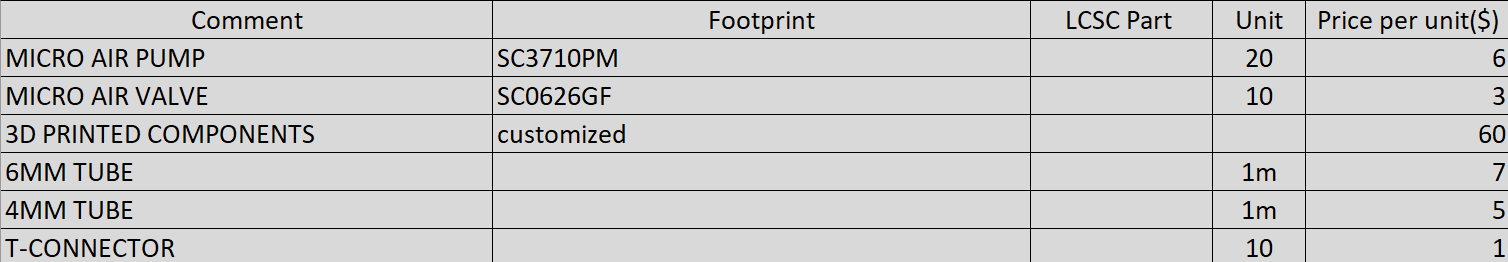 Comment Footprint LCSC Part Unit Price per unit($)
MICRO AIR PUMP SC3710PM 20 6
MICRO AIR VALVE SC0626GF 10 3
3D PRINTED COMPONENTS customized 60
6MM TUBE 1m 7
4MM TUBE 1m 5
T-CONNECTOR 10 1